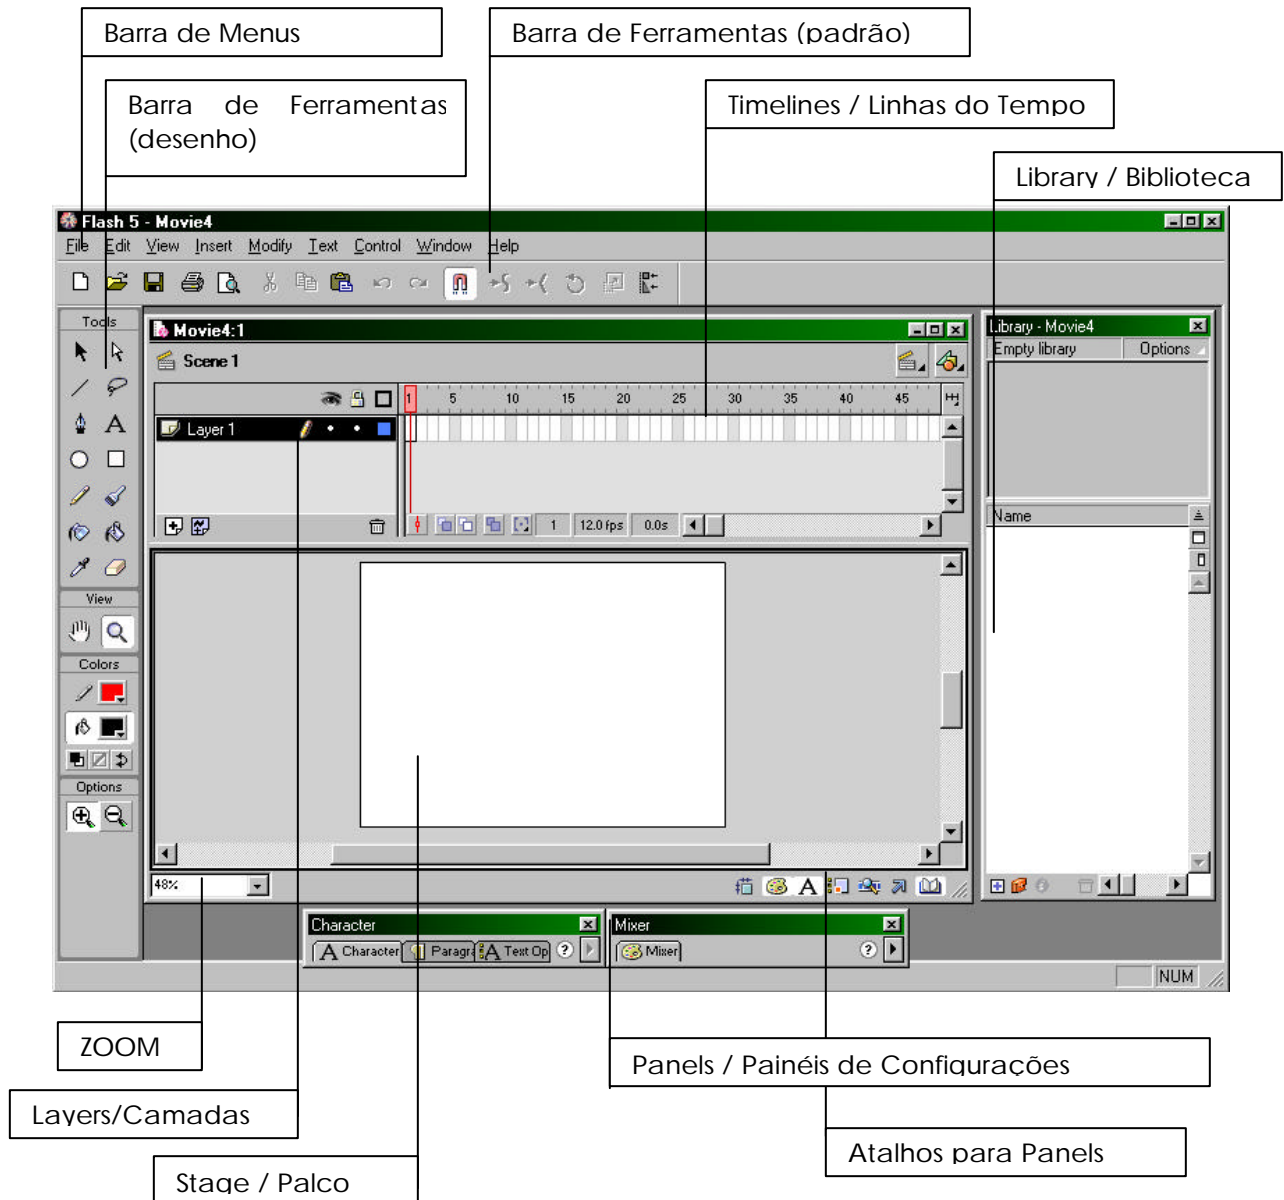 Barra de Menus
Barra de Ferramentas (padrão)
Barra de Ferramentas
(desenho)
Timelines / Linhas do Tempo
Library / Biblioteca
Flash 5 - Movie4
File Edit View Insert Modify Text Control Window Help
Tools
Movie4:1
Library - Movie4
Scene 1
Empty library Options
1 5 10 15 20 25 30 35 40 45
Layer 1
Name
1 12.0 fps 0.0s
View
Colors
Options
48%
Character
Mixer
Character Paragra Text Op ?
Mixer ?
NUM
ZOOM
Panels / Painéis de Configurações
Layers/Camadas
Atalhos para Panels
Stage / Palco